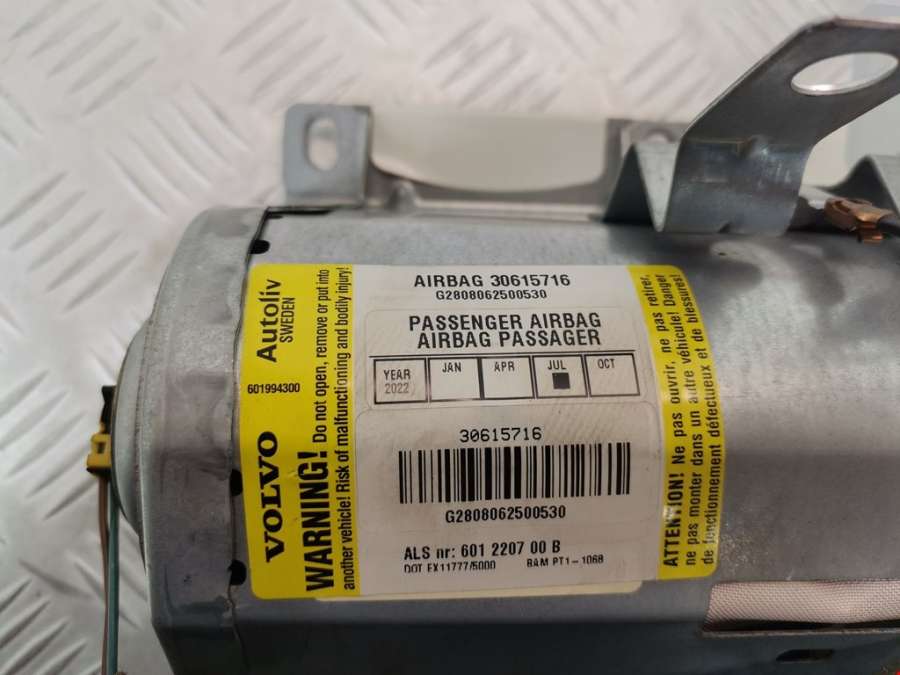 AIRBAG 30615716
G2808062500530
PASSENGER AIRBAG
AIRBAG PASSAGER
YEAR JAN APR JUL OCT
2022
30615716
G2808062500530
ALS nr: 601 2207 00 B
DOT EX11777/5000 BAM PT1-1068
Autoliv
SWEDEN
601994300
VOLVO
WARNING! Do not open, remove or put into
another vehicle! Risk of malfunctioning and bodily injury!
ATTENTION! Ne pas ouvrir, ne pas retirer,
ne pas monter dans un autre véhicule! Danger
de fonctionnement défectueux et de blessures!